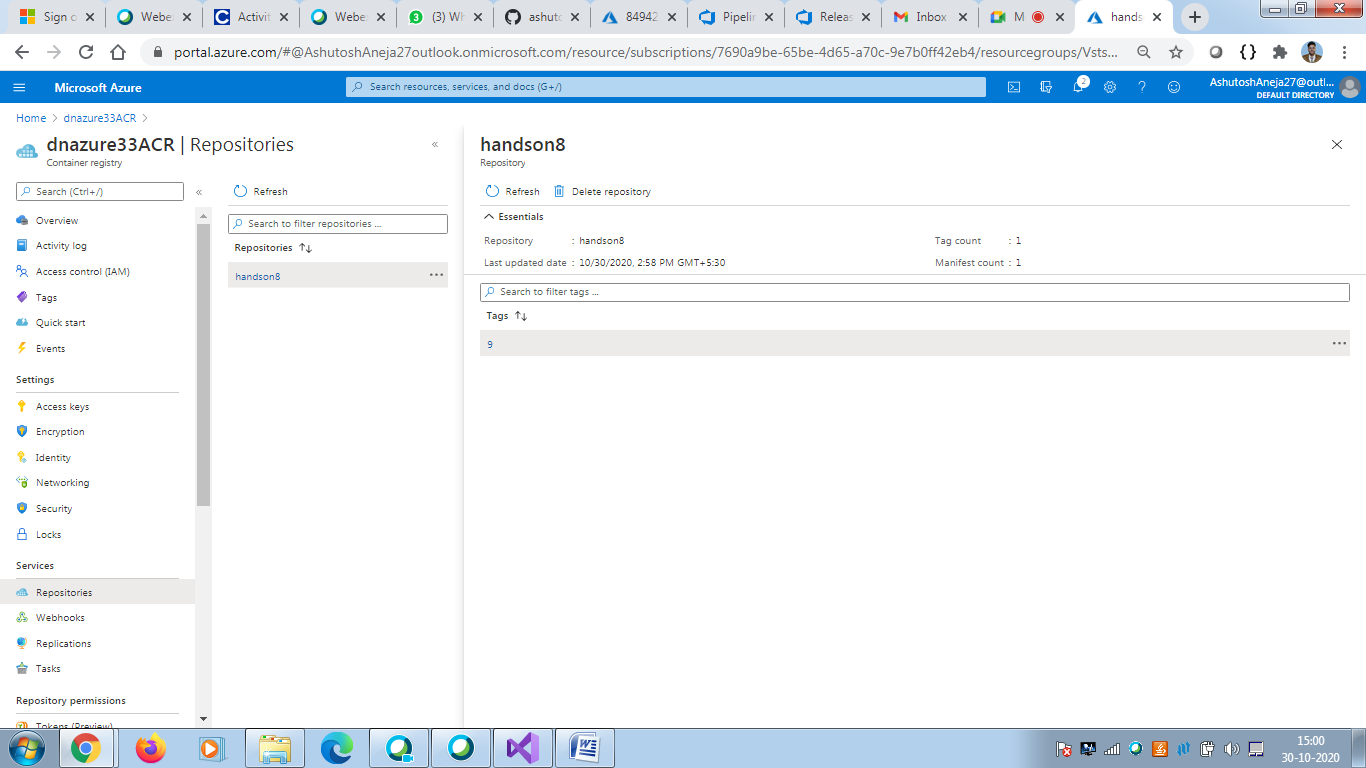 Sign o
Webe
Activit
Webe
(3) Wh
ashuto
84942
Pipelin
Releas
Inbox
M
hands
portal.azure.com/#@AshutoshAneja27outlook.onmicrosoft.com/resource/subscriptions/7690a9be-65be-4d65-a70c-9e7b0ff42eb4/resourcegroups/Vsts...
Microsoft Azure
Search resources, services, and docs (G+/)
2
AshutoshAneja27@outl...
DEFAULT DIRECTORY
Home > dnazure33ACR >
dnazure33ACR | Repositories
Container registry
Search (Ctrl+/)
Overview
Activity log
Access control (IAM)
Tags
Quick start
Events
Settings
Access keys
Encryption
Identity
Networking
Security
Locks
Services
Repositories
Webhooks
Replications
Tasks
Repository permissions
Tokens (Preview)
Refresh
Search to filter repositories ...
Repositories
handson8
handson8
Repository
Refresh Delete repository
Essentials
Repository : handson8
Tag count : 1
Last updated date : 10/30/2020, 2:58 PM GMT+5:30
Manifest count : 1
Search to filter tags ...
Tags
9
15:00
30-10-2020